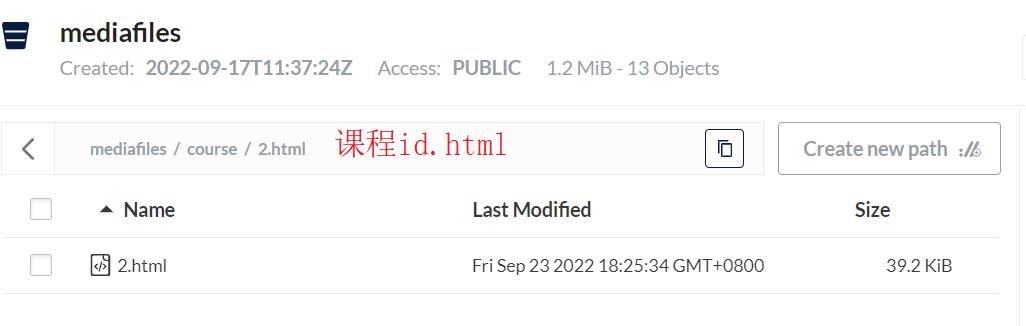 mediafiles
Created: 2022-09-17T11:37:24Z Access: PUBLIC 1.2 MiB - 13 Objects
mediafiles / course / 2.html 课程id.html Create new path
Name Last Modified Size
2.html Fri Sep 23 2022 18:25:34 GMT+0800 39.2 KiB